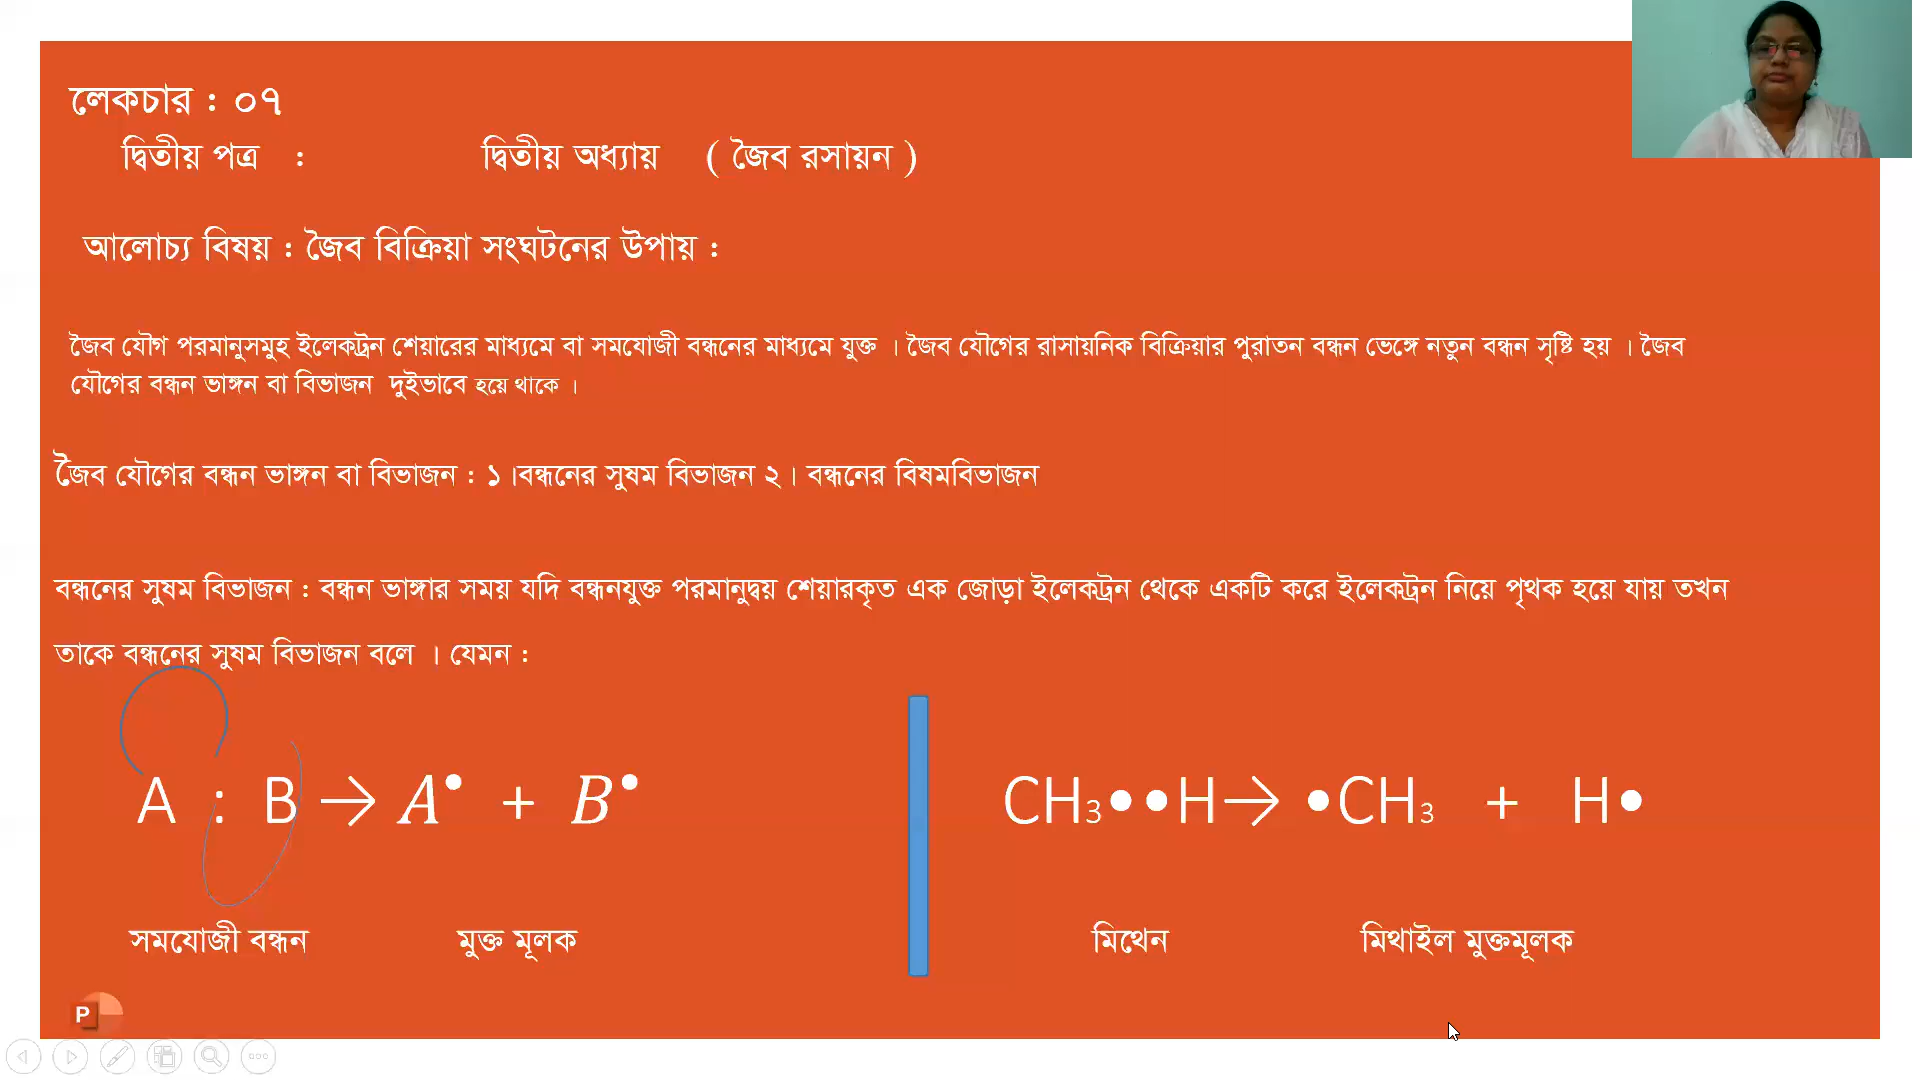 লেকচার : ০৭
দ্বিতীয় পত্র : দ্বিতীয় অধ্যায় ( জৈব রসায়ন )
আলোচ্য বিষয় : জৈব বিক্রিয়া সংঘটনের উপায় :
জৈব যৌগ পরমানুসমুহ ইলেকট্রন শেয়ারের মাধ্যমে বা সমযোজী বন্ধনের মাধ্যমে যুক্ত । জৈব যৌগের রাসায়নিক বিক্রিয়ার পুরাতন বন্ধন ভেঙ্গে নতুন বন্ধন সৃষ্টি হয় । জৈব
যৌগের বন্ধন ভাঙ্গন বা বিভাজন দুইভাবে হয়ে থাকে ।
জৈব যৌগের বন্ধন ভাঙ্গন বা বিভাজন : ১ ।বন্ধনের সুষম বিভাজন ২। বন্ধনের বিষমবিভাজন
বন্ধনের সুষম বিভাজন : বন্ধন ভাঙ্গার সময় যদি বন্ধনযুক্ত পরমানুদ্বয় শেয়ারকৃত এক জোড়া ইলেকট্রন থেকে একটি করে ইলেকট্রন নিয়ে পৃথক হয়ে যায় তখন
তাকে বন্ধনের সুষম বিভাজন বলে । যেমন :
A : B → A• + B•
CH₃••H→ •CH₃ + H•
সমযোজী বন্ধন মুক্ত মূলক
মিথেন মিথাইল মুক্তমূলক
P